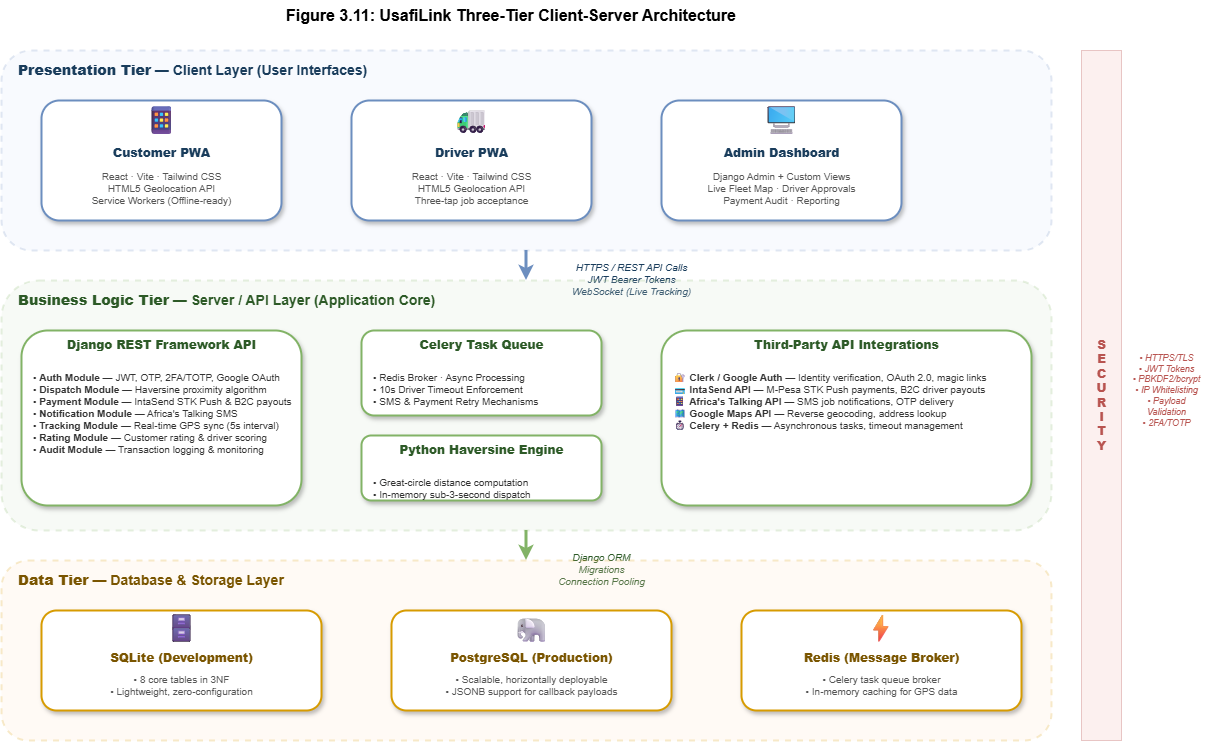 Figure 3.11: UsafiLink Three-Tier Client-Server Architecture
Presentation Tier — Client Layer (User Interfaces)
Customer PWA
React · Vite · Tailwind CSS
HTML5 Geolocation API
Service Workers (Offline-ready)
Driver PWA
React · Vite · Tailwind CSS
HTML5 Geolocation API
Three-tap job acceptance
Admin Dashboard
Django Admin + Custom Views
Live Fleet Map · Driver Approvals
Payment Audit · Reporting
HTTPS / REST API Calls
JWT Bearer Tokens
WebSocket (Live Tracking)
Business Logic Tier — Server / API Layer (Application Core)
Django REST Framework API
• Auth Module — JWT, OTP, 2FA/TOTP, Google OAuth
• Dispatch Module — Haversine proximity algorithm
• Payment Module — IntaSend STK Push & B2C payouts
• Notification Module — Africa's Talking SMS
• Tracking Module — Real-time GPS sync (5s interval)
• Rating Module — Customer rating & driver scoring
• Audit Module — Transaction logging & monitoring
Celery Task Queue
• Redis Broker · Async Processing
• 10s Driver Timeout Enforcement
• SMS & Payment Retry Mechanisms
Python Haversine Engine
• Great-circle distance computation
• In-memory sub-3-second dispatch
Third-Party API Integrations
Clerk / Google Auth — Identity verification, OAuth 2.0, magic links
IntaSend API — M-Pesa STK Push payments, B2C driver payouts
Africa's Talking API — SMS job notifications, OTP delivery
Google Maps API — Reverse geocoding, address lookup
Celery + Redis — Asynchronous tasks, timeout management
Django ORM
Migrations
Connection Pooling
Data Tier — Database & Storage Layer
SQLite (Development)
• 8 core tables in 3NF
• Lightweight, zero-configuration
PostgreSQL (Production)
• Scalable, horizontally deployable
• JSONB support for callback payloads
Redis (Message Broker)
• Celery task queue broker
• In-memory caching for GPS data
S
E
C
U
R
I
T
Y
• HTTPS/TLS
• JWT Tokens
• PBKDF2/bcrypt
• IP Whitelisting
• Payload
Validation
• 2FA/TOTP